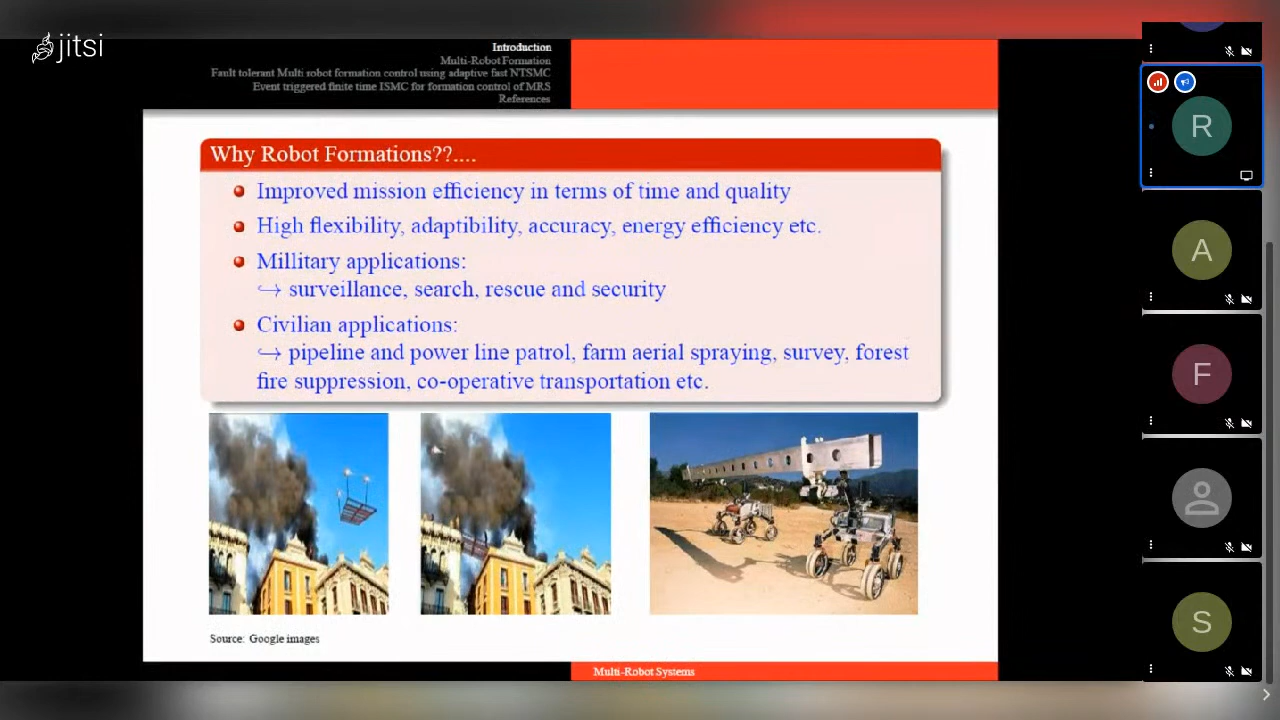 jitsi
Introduction
Multi-Robot Formation
Fault tolerant Multi robot formation control using adaptive fast NTSMC
Event triggered finite time ISMC for formation control of MRS
References
Why Robot Formations??....
Improved mission efficiency in terms of time and quality
High flexibility, adaptibility, accuracy, energy efficiency etc.
Millitary applications:
↪ surveillance, search, rescue and security
Civilian applications:
↪ pipeline and power line patrol, farm aerial spraying, survey, forest
fire suppression, co-operative transportation etc.
Source: Google images
Multi-Robot Systems
R
A
F
S